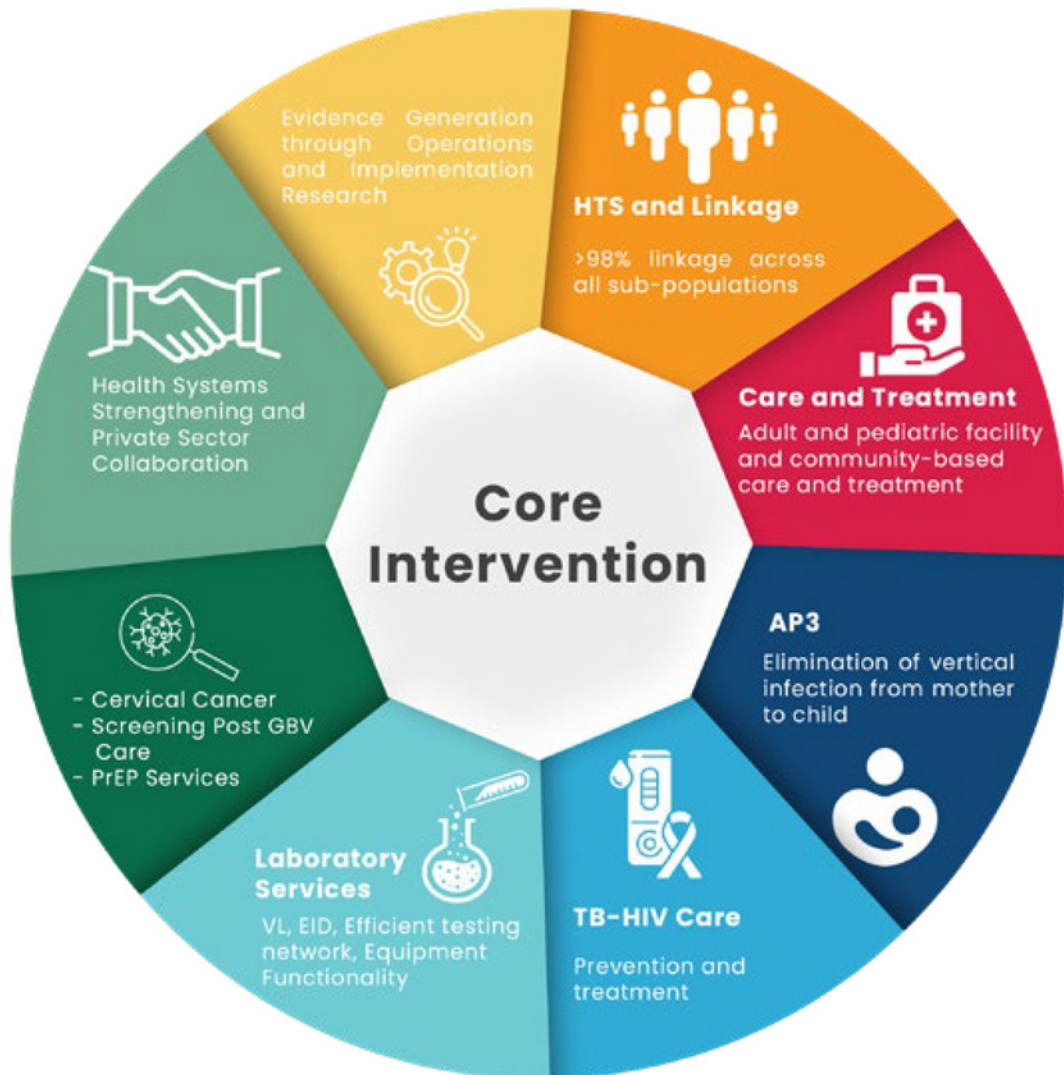 Core
Intervention
HTS and Linkage
>98% linkage across
all sub-populations
Care and Treatment
Adult and pediatric facility
and community-based
care and treatment
AP3
Elimination of vertical
infection from mother
to child
TB-HIV Care
Prevention and
treatment
Laboratory
Services
VL, EID, Efficient testing
network, Equipment
Functionality
- Cervical Cancer
- Screening Post GBV
Care
- PrEP Services
Health Systems
Strengthening and
Private Sector
Collaboration
Evidence Generation
through Operations
and Implementation
Research